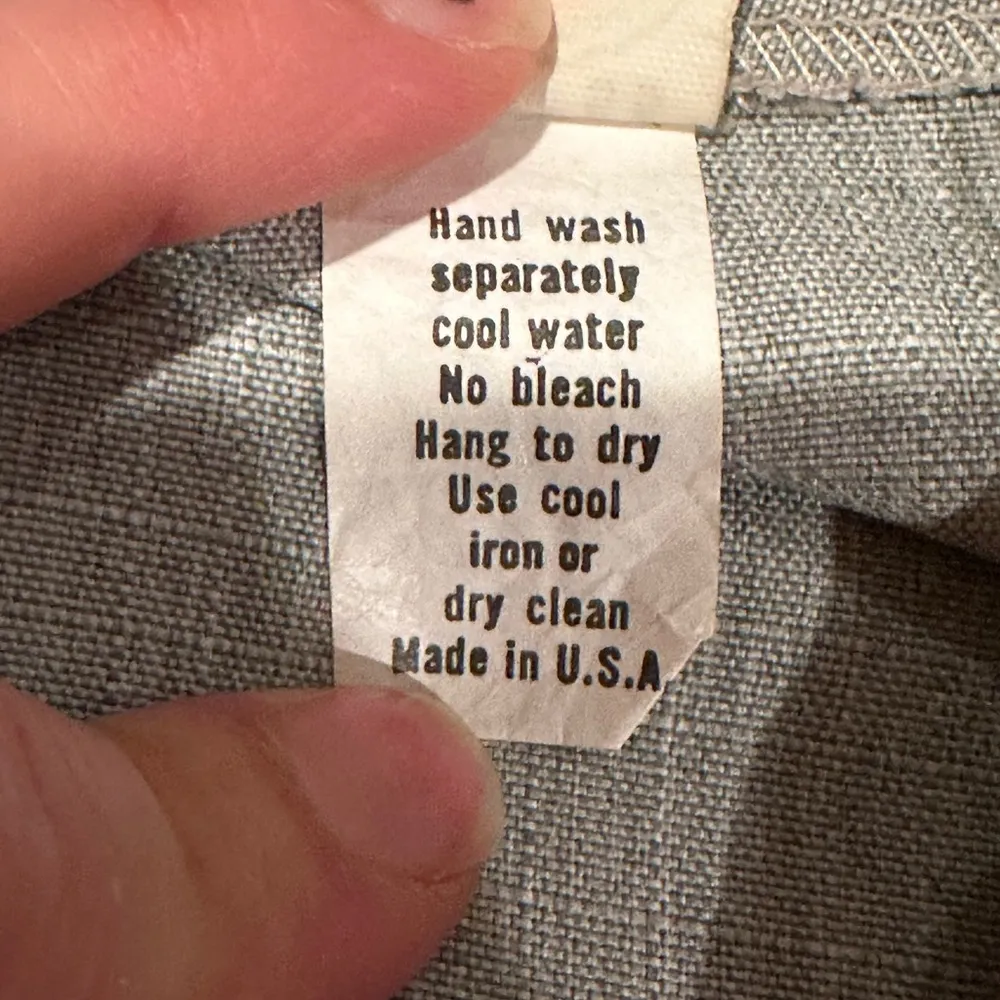 Hand wash
separately
cool water
No bleach
Hang to dry
Use cool
iron or
dry clean
Made in U.S.A